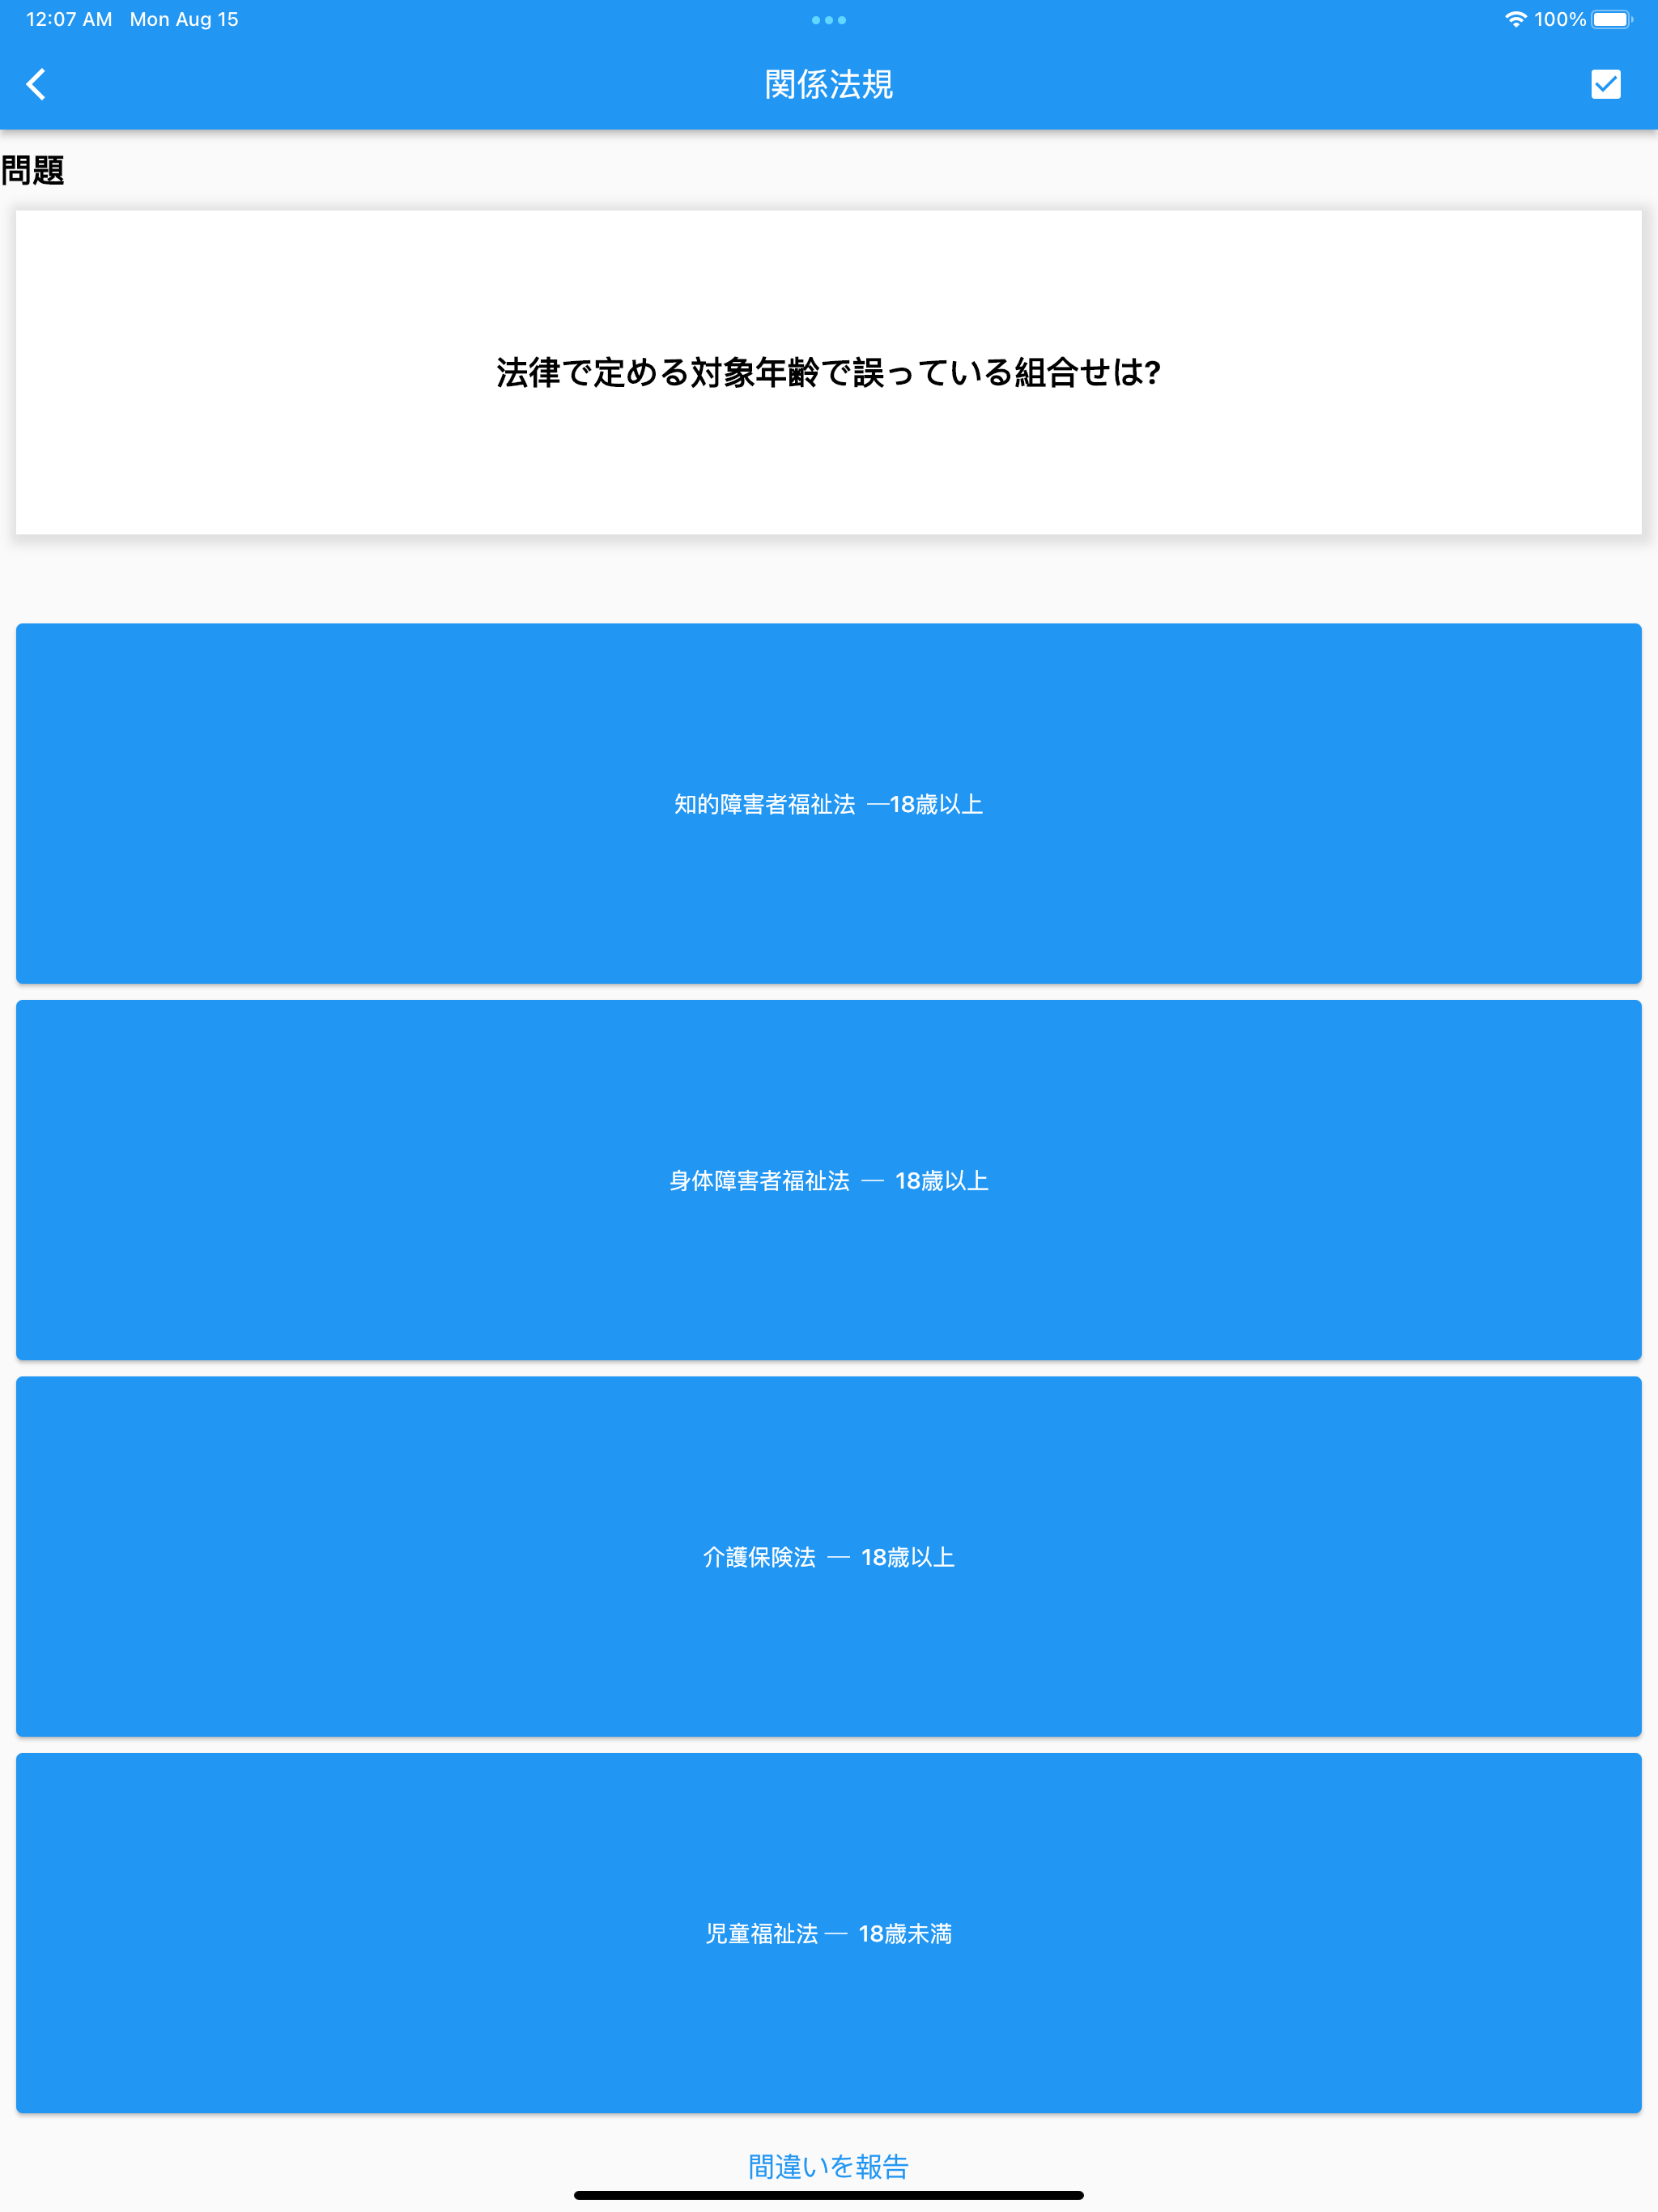 12:07 AM Mon Aug 15 100%
関係法規
問題
法律で定める対象年齢で誤っている組合せは?
知的障害者福祉法 —18歳以上
身体障害者福祉法 — 18歳以上
介護保険法 — 18歳以上
児童福祉法 — 18歳未満
間違いを報告